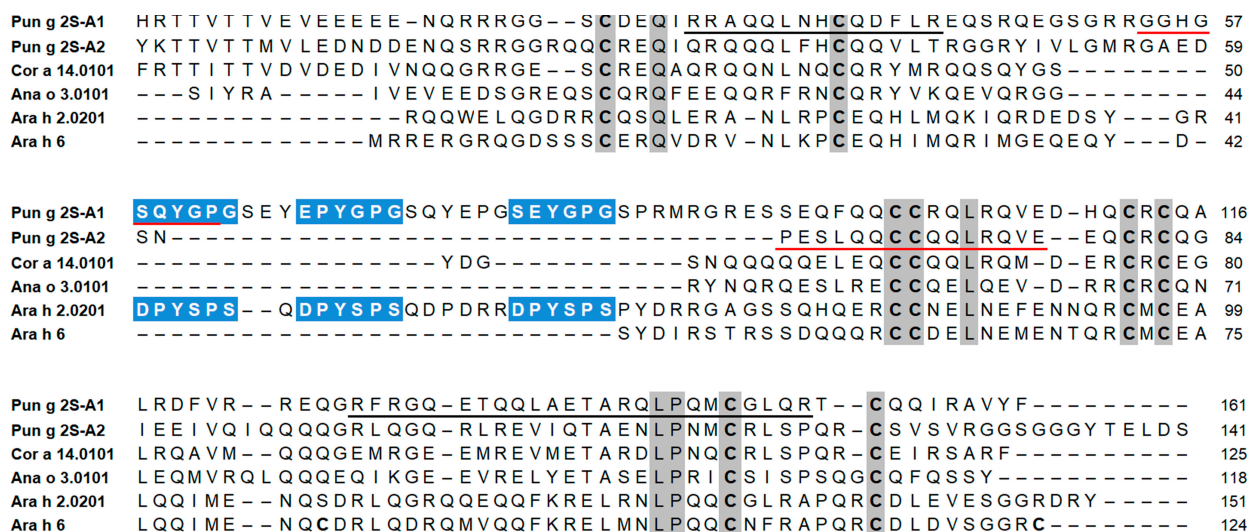 Pun g 2S-A1 HRTTVTTVEVEEEEE–NQRRRGG––SCDEQIRRAQQLNHCQDFLREQSRQEGSGRRGGHG 57
Pun g 2S-A2 YKTTVTTMVLEDNDDENQSRRGGRQQCREQIQRQQQLFHCQQVLTRGGRYIVLGMRGAED 59
Cor a 14.0101 FRTTITTVDVDEDIVNQQGRRGE––SCREQAQRQQNLNQCQRYMRQQSQYGS–––––––– 50
Ana o 3.0101 –––SIYRA–––––IVEVEEDSGREQSCQRQFEEQQRFRNCQRYVKQEVQRGG–––––––– 44
Ara h 2.0201 –––––––––––––––RQQWELQGDRRCQSQLERA–NLRPCEQHLMQKIQRDEDSY–––GR 41
Ara h 6 –––––––––––––MRRERGRQGDSSSCERQVDRV–NLKPCEQHIMQRIMGEQEQY–––D– 42
Pun g 2S-A1 SQYGPGSEYEPYGPGSQYEPGSEYGPGSPRMRGRESSEQFQQCCRQLRQVED–HQCRCQA 116
Pun g 2S-A2 SN––––––––––––––––––––––––––––––––––PESLQQCCQQLRQVE––EQCRCQG 84
Cor a 14.0101 –––––––––––––––––YDG–––––––––––SNQQQQQELEQCCQQLRQM–D–ERCRCEG 80
Ana o 3.0101 –––––––––––––––––––––––––––––––RYNQRQESLRECCQELQEV–D–RRCRCQN 71
Ara h 2.0201 DPYSPS––QDPYSPSQDPDRRDPYSPSPYDRRGAGSSQHQERCCNELNEFENNQRCMCEA 99
Ara h 6 –––––––––––––––––––––––––––SYDIRSTRSSDQQQRCCDELNEMENTQRCMCEA 75
Pun g 2S-A1 LRDFVR––REQGRFRGQ–ETQQLAETARQLPQMCGLQRT––CQQIRAVYF––––––––– 161
Pun g 2S-A2 IEEIVQIQQQQGRLQGQ–RLREVIQTAENLPNMCRLSPQR–CSVSVRGGSGGGYTELDS 141
Cor a 14.0101 LRQAVM––QQQGEMRGE–EMREVMETARDLPNQCRLSPQR–CEIRSARF––––––––– 125
Ana o 3.0101 LEQMVRQLQQQEQIKGE–EVRELYETASELPRICSISPSQGCQFQSSY––––––––––– 118
Ara h 2.0201 LQQIME––NQSDRLQGRQQEQQFKRELRNLPQQCGLRAPQRCDLEVESGGRDRY––––– 151
Ara h 6 LQQIME––NQCDRLQDRQMVQQFKRELMNLPQQCNFRAPQRCDLDVSGGRC–––––––– 124